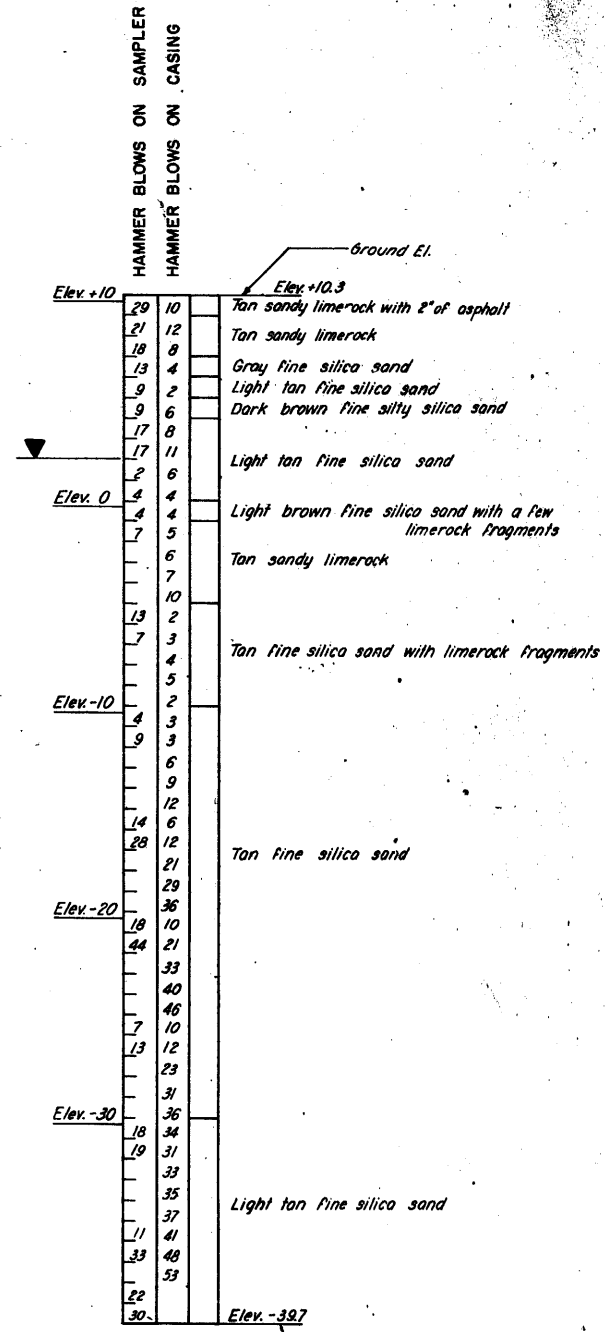 HAMMER BLOWS ON SAMPLER
HAMMER BLOWS ON CASING
Ground El.
Elev. +10
Elev. +10.3
29 10 Tan sandy limerock with 2" of asphalt
21 12 Tan sandy limerock
18 8
13 4 Gray fine silica sand
9 2 Light tan fine silica sand
9 6 Dark brown fine silty silica sand
17 8
17 11 Light tan fine silica sand
2 6
Elev. 0 4 4
4 4 Light brown fine silica sand with a few
limerock fragments
7 5
6 Tan sandy limerock
7
10
13 2
7 3 Tan fine silica sand with limerock fragments
4
5
Elev. -10 2
4 3
9 3
6
9
12
14 6
28 12 Tan fine silica sand
21
29
Elev. -20 36
18 10
44 21
33
40
46
7 10
13 12
23
31
Elev. -30 36
18 34
19 31
33
35 Light tan fine silica sand
37
11 41
33 48
53
22
30 Elev. -39.7